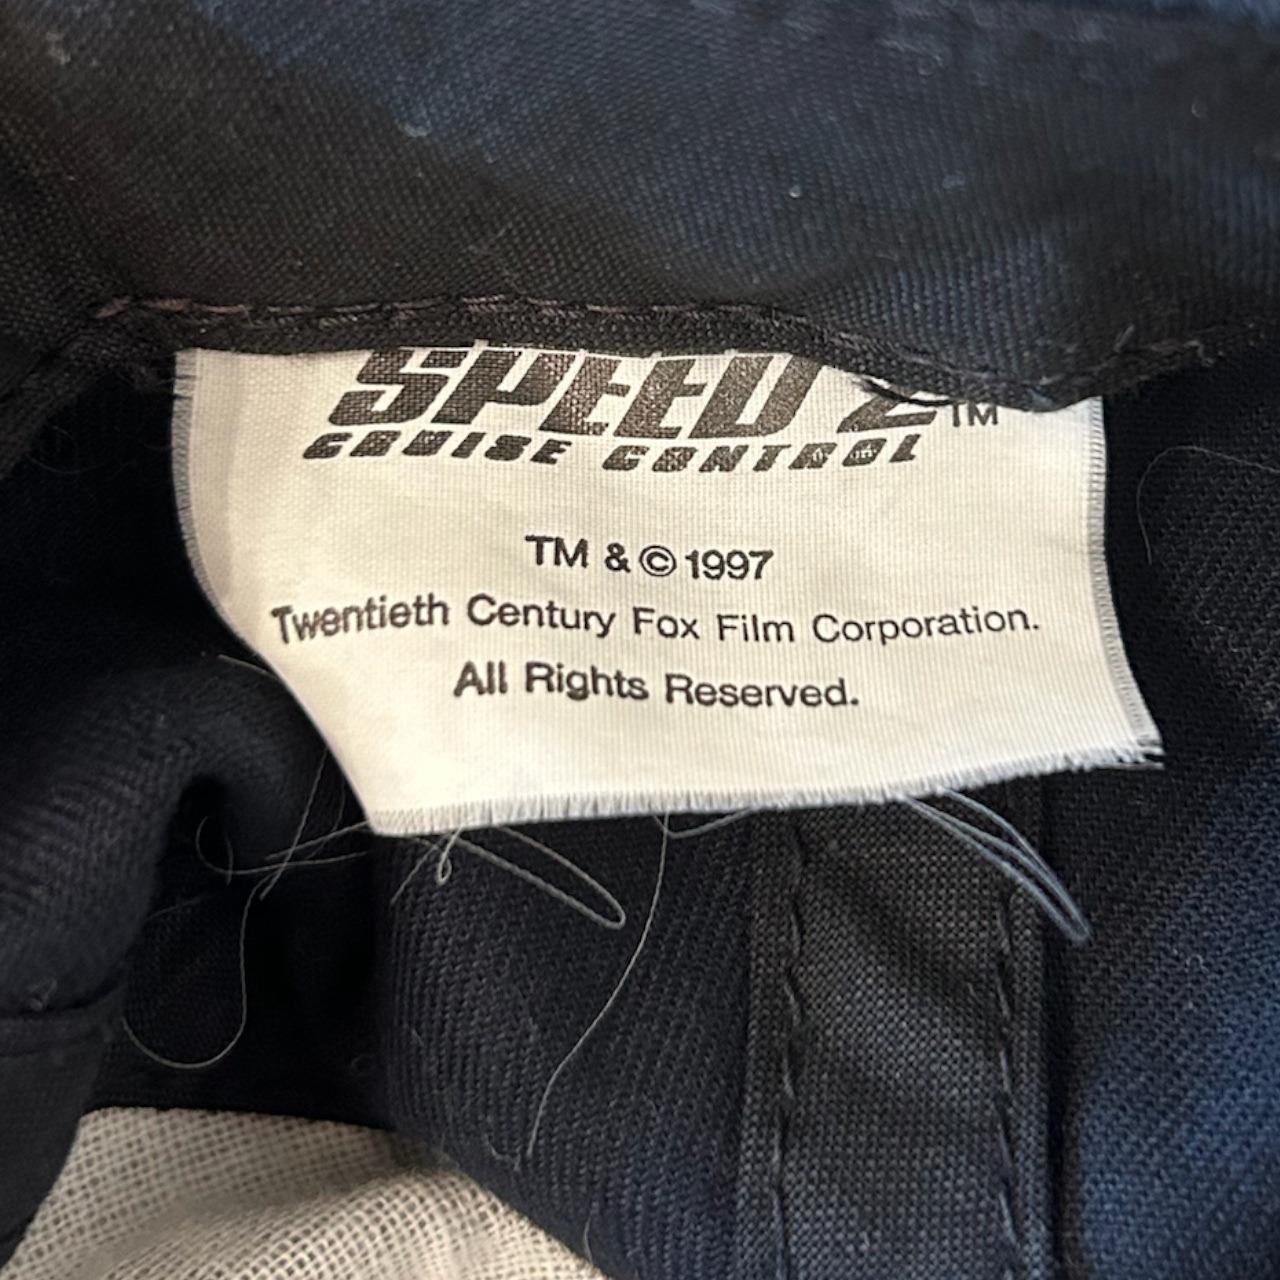 SPEED 2™
CRUISE CONTROL
TM & © 1997
Twentieth Century Fox Film Corporation.
All Rights Reserved.